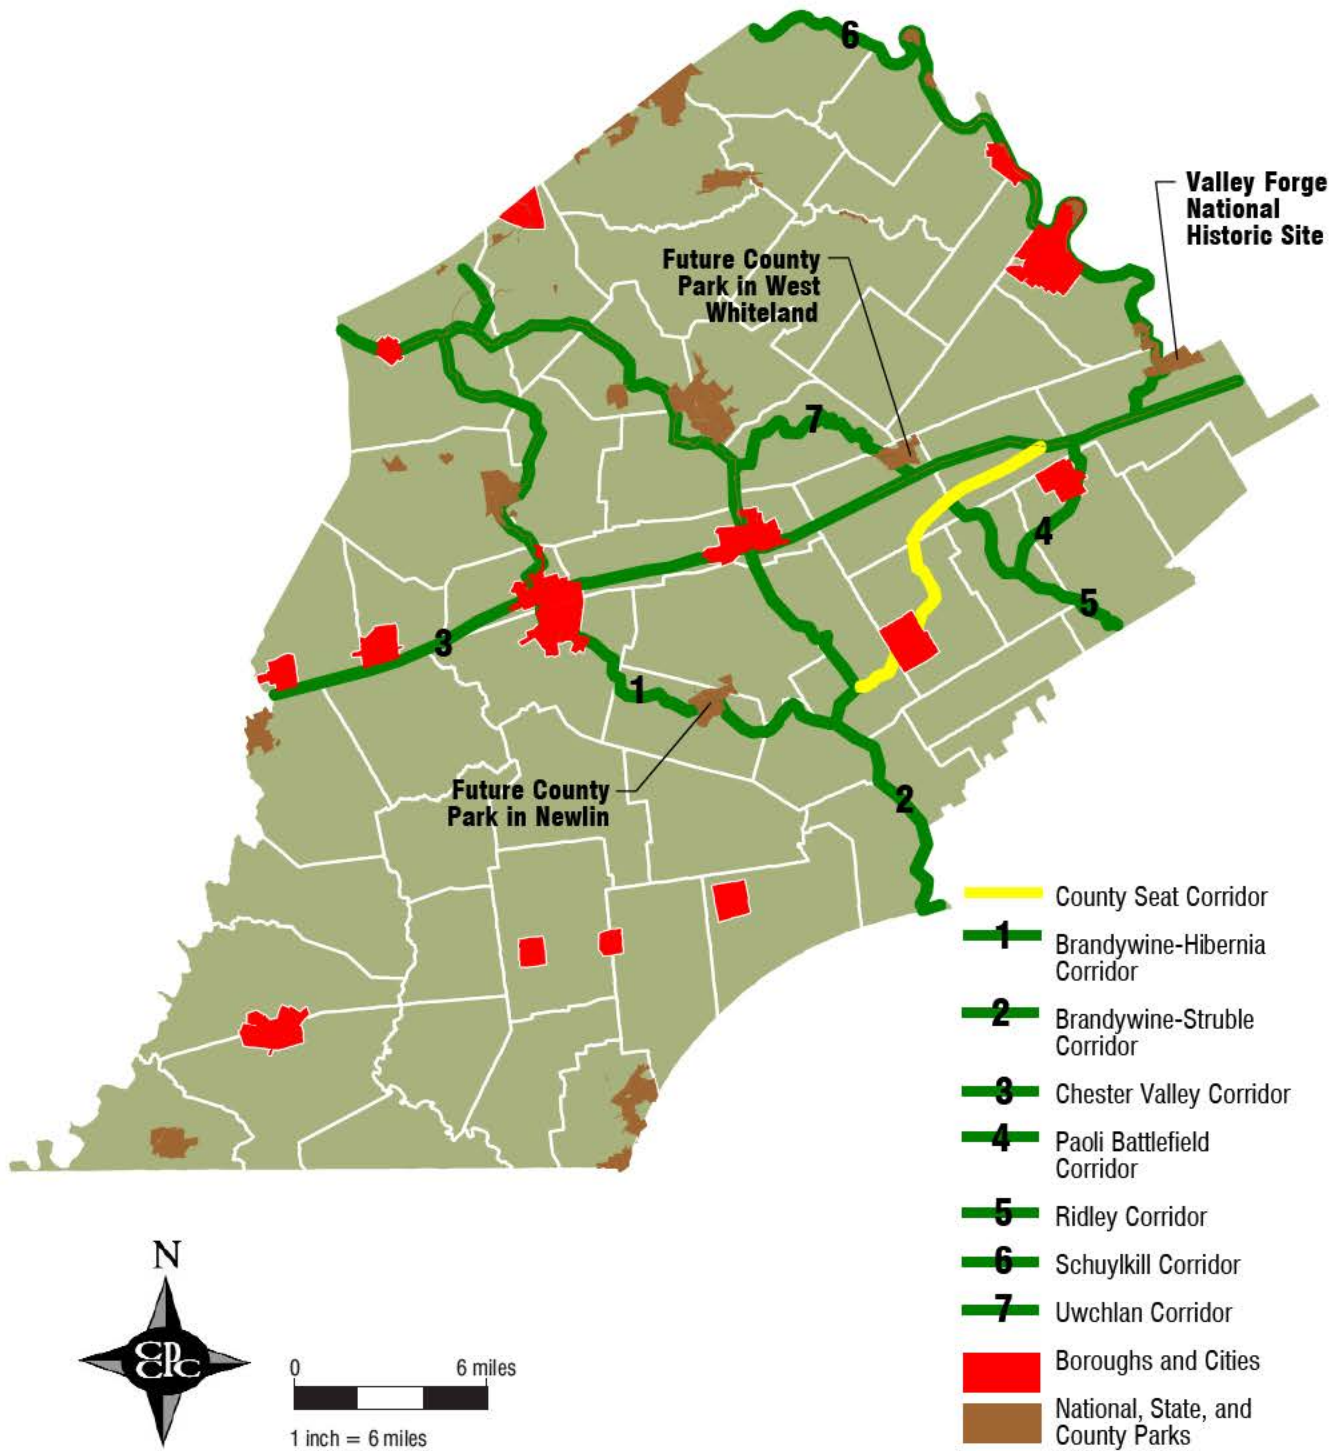 6
Valley Forge
National
Historic Site
Future County
Park in West
Whiteland
7
4
5
3
1
Future County
Park in Newlin
2
County Seat Corridor
1
Brandywine-Hibernia
Corridor
2
Brandywine-Struble
Corridor
3
Chester Valley Corridor
4
Paoli Battlefield
Corridor
5
Ridley Corridor
6
Schuylkill Corridor
7
Uwchlan Corridor
Boroughs and Cities
National, State, and
County Parks
N
CP
CPC
0 6 miles
1 inch = 6 miles